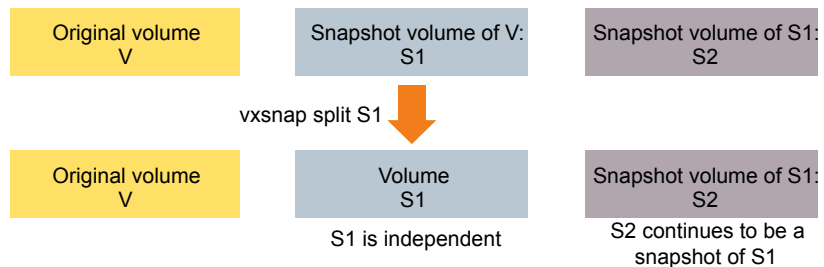 Original volume
V
Snapshot volume of V:
S1
Snapshot volume of S1:
S2
vxsnap split S1
Original volume
V
Volume
S1
Snapshot volume of S1:
S2
S1 is independent
S2 continues to be a
snapshot of S1